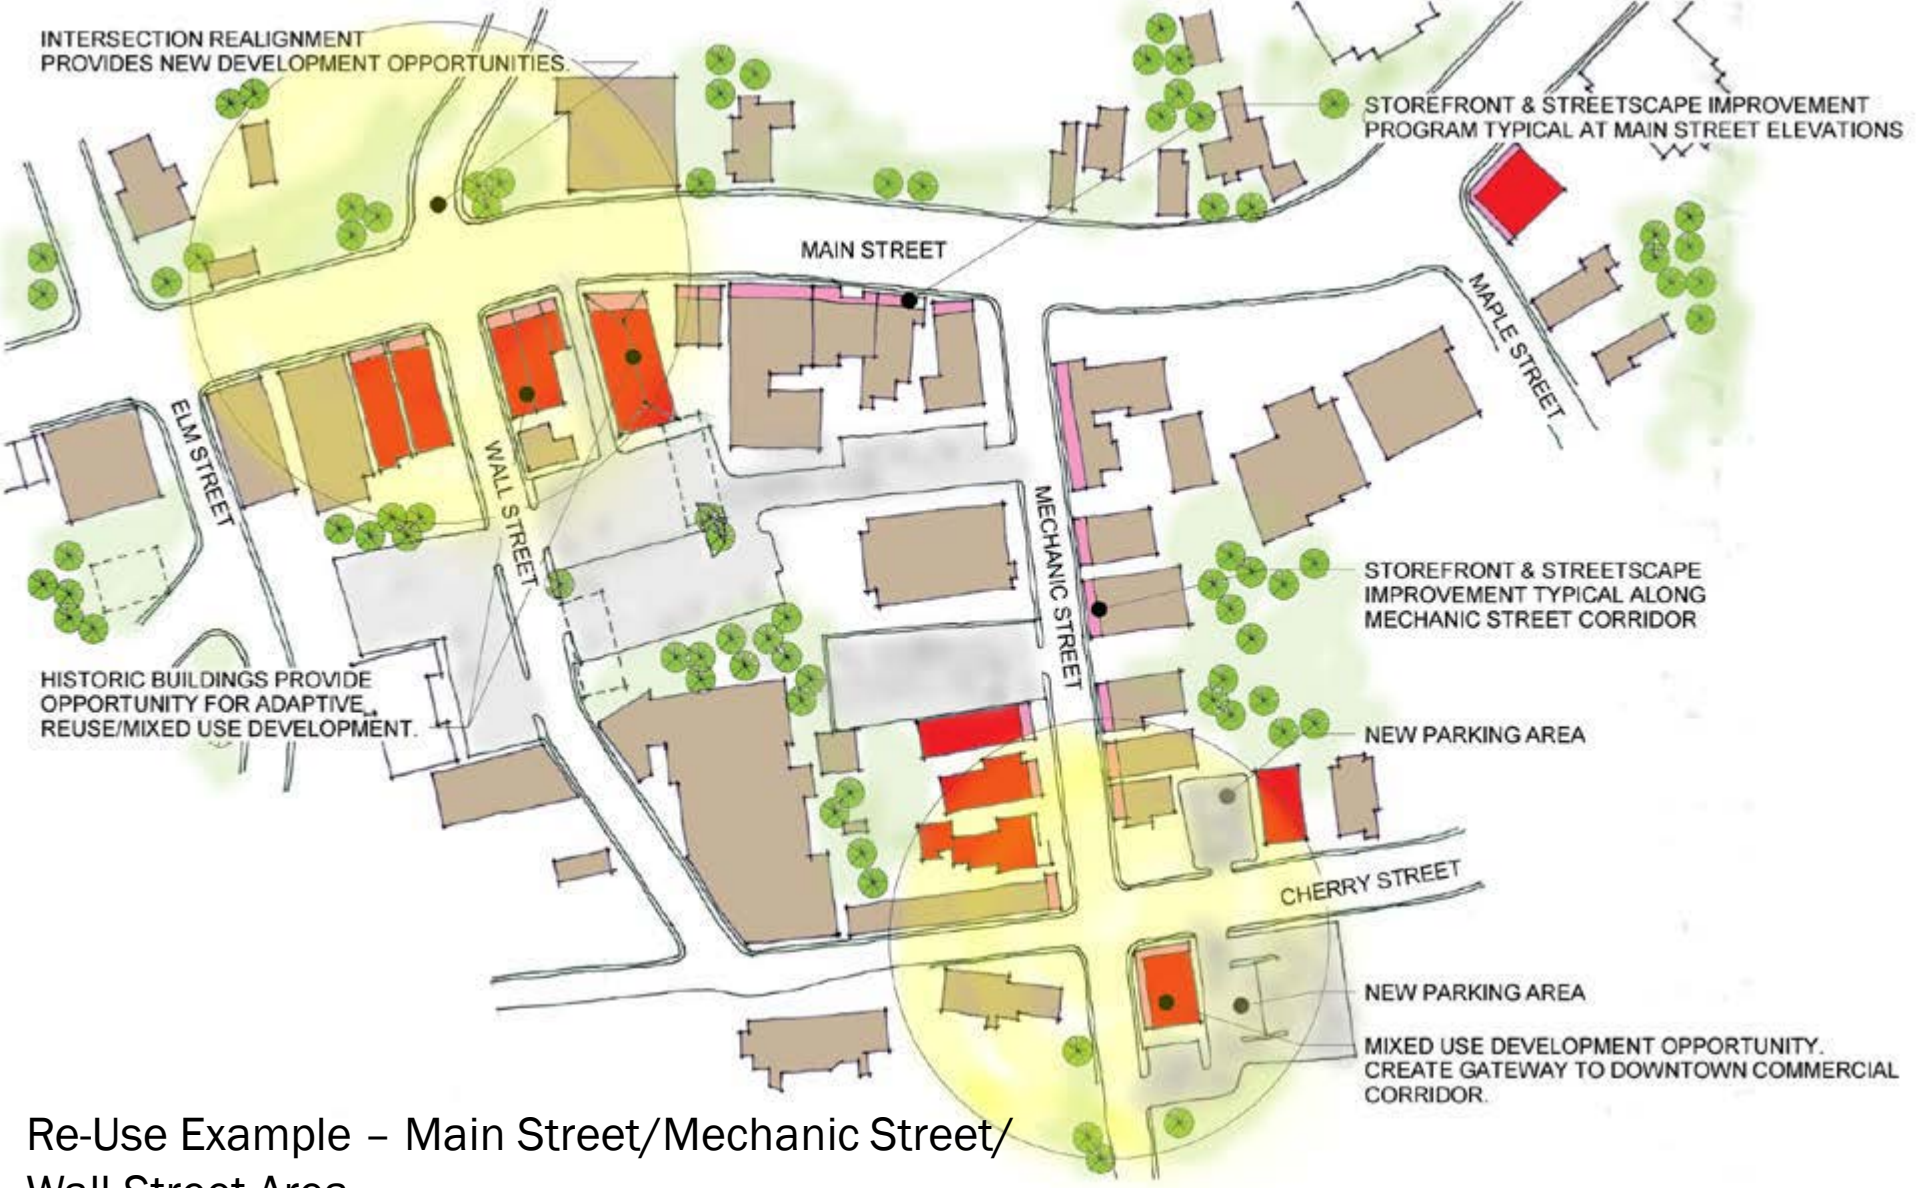 INTERSECTION REALIGNMENT
PROVIDES NEW DEVELOPMENT OPPORTUNITIES.
STOREFRONT & STREETSCAPE IMPROVEMENT
PROGRAM TYPICAL AT MAIN STREET ELEVATIONS
MAIN STREET
MAPLE STREET
ELM STREET
WALL STREET
MECHANIC STREET
STOREFRONT & STREETSCAPE
IMPROVEMENT TYPICAL ALONG
MECHANIC STREET CORRIDOR
HISTORIC BUILDINGS PROVIDE
OPPORTUNITY FOR ADAPTIVE
REUSE/MIXED USE DEVELOPMENT.
NEW PARKING AREA
CHERRY STREET
NEW PARKING AREA
MIXED USE DEVELOPMENT OPPORTUNITY.
CREATE GATEWAY TO DOWNTOWN COMMERCIAL
CORRIDOR.
Re-Use Example – Main Street/Mechanic Street/
Wall Street Area